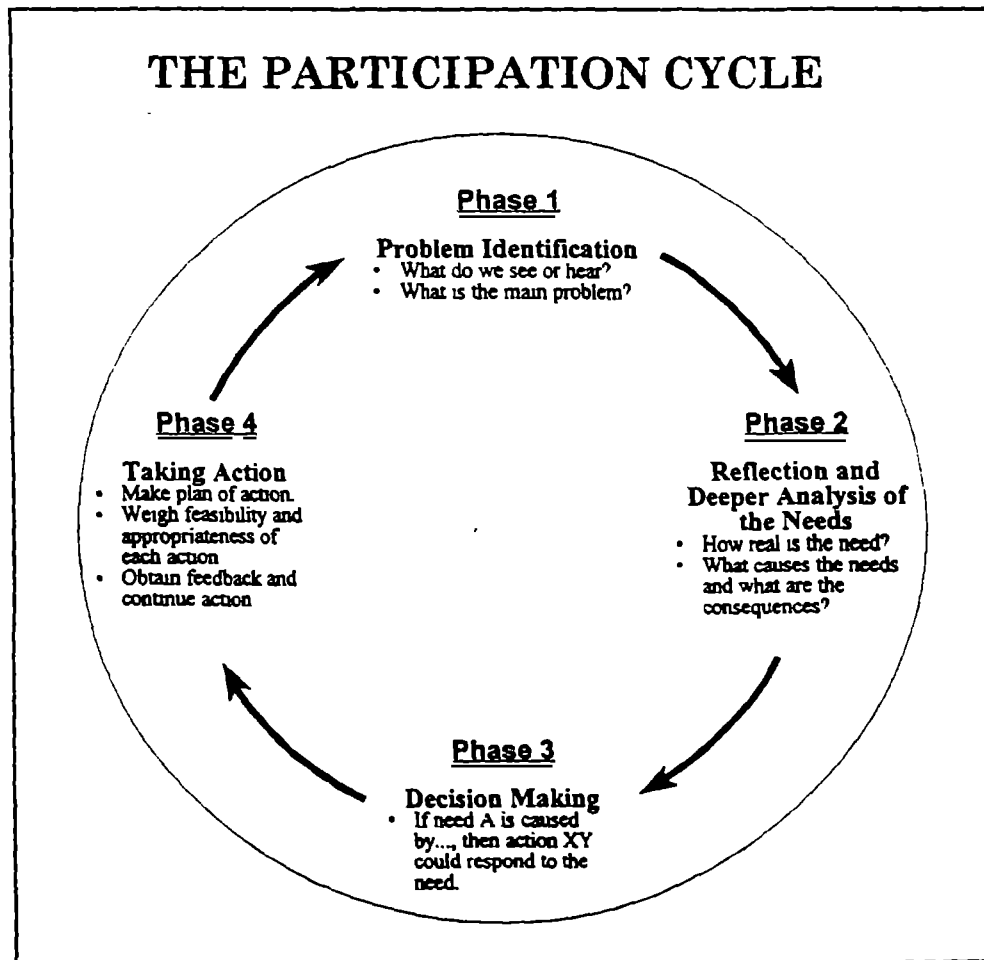 THE PARTICIPATION CYCLE
Phase 1
Problem Identification
• What do we see or hear?
• What is the main problem?
Phase 2
Reflection and
Deeper Analysis of
the Needs
• How real is the need?
• What causes the needs
and what are the
consequences?
Phase 3
Decision Making
• If need A is caused
by..., then action XY
could respond to the
need.
Phase 4
Taking Action
• Make plan of action.
• Weigh feasibility and
appropriateness of
each action
• Obtain feedback and
continue action